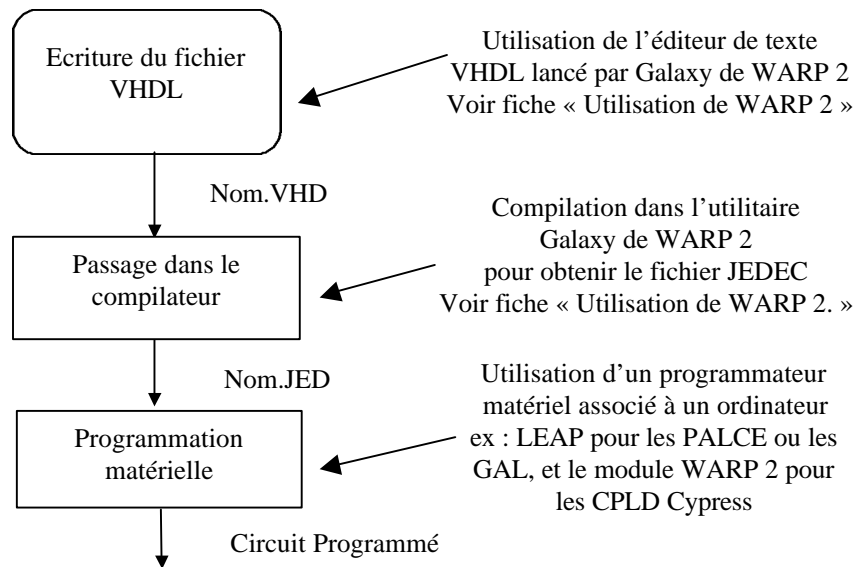 Ecriture du fichier
VHDL
Utilisation de l’éditeur de texte
VHDL lancé par Galaxy de WARP 2
Voir fiche « Utilisation de WARP 2 »
Nom.VHD
Passage dans le
compilateur
Compilation dans l’utilitaire
Galaxy de WARP 2
pour obtenir le fichier JEDEC
Voir fiche « Utilisation de WARP 2. »
Nom.JED
Programmation
matérielle
Utilisation d’un programmateur
matériel associé à un ordinateur
ex : LEAP pour les PALCE ou les
GAL, et le module WARP 2 pour
les CPLD Cypress
Circuit Programmé